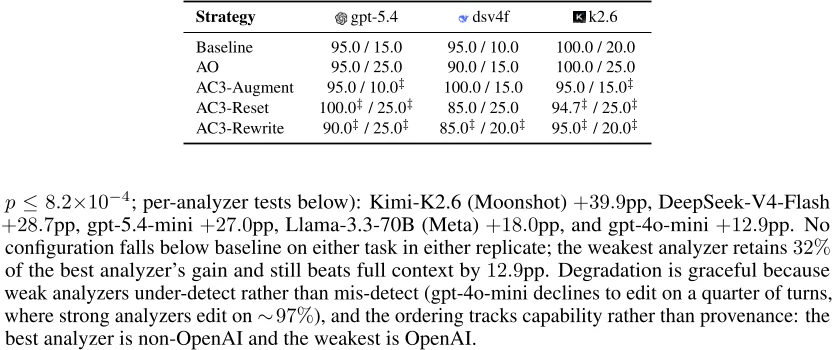 Strategy gpt-5.4 dsv4f k2.6
Baseline 95.0 / 15.0 95.0 / 10.0 100.0 / 20.0
AO 95.0 / 25.0 90.0 / 15.0 100.0 / 25.0
AC3-Augment 95.0 / 10.0‡ 100.0 / 15.0 95.0 / 15.0‡
AC3-Reset 100.0‡ / 25.0‡ 85.0 / 25.0 94.7‡ / 25.0‡
AC3-Rewrite 90.0‡ / 25.0‡ 85.0‡ / 20.0‡ 95.0‡ / 20.0‡
p ≤ 8.2×10⁻⁴; per-analyzer tests below): Kimi-K2.6 (Moonshot) +39.9pp, DeepSeek-V4-Flash
+28.7pp, gpt-5.4-mini +27.0pp, Llama-3.3-70B (Meta) +18.0pp, and gpt-4o-mini +12.9pp. No
configuration falls below baseline on either task in either replicate; the weakest analyzer retains 32%
of the best analyzer's gain and still beats full context by 12.9pp. Degradation is graceful because
weak analyzers under-detect rather than mis-detect (gpt-4o-mini declines to edit on a quarter of turns,
where strong analyzers edit on ∼97%), and the ordering tracks capability rather than provenance: the
best analyzer is non-OpenAI and the weakest is OpenAI.